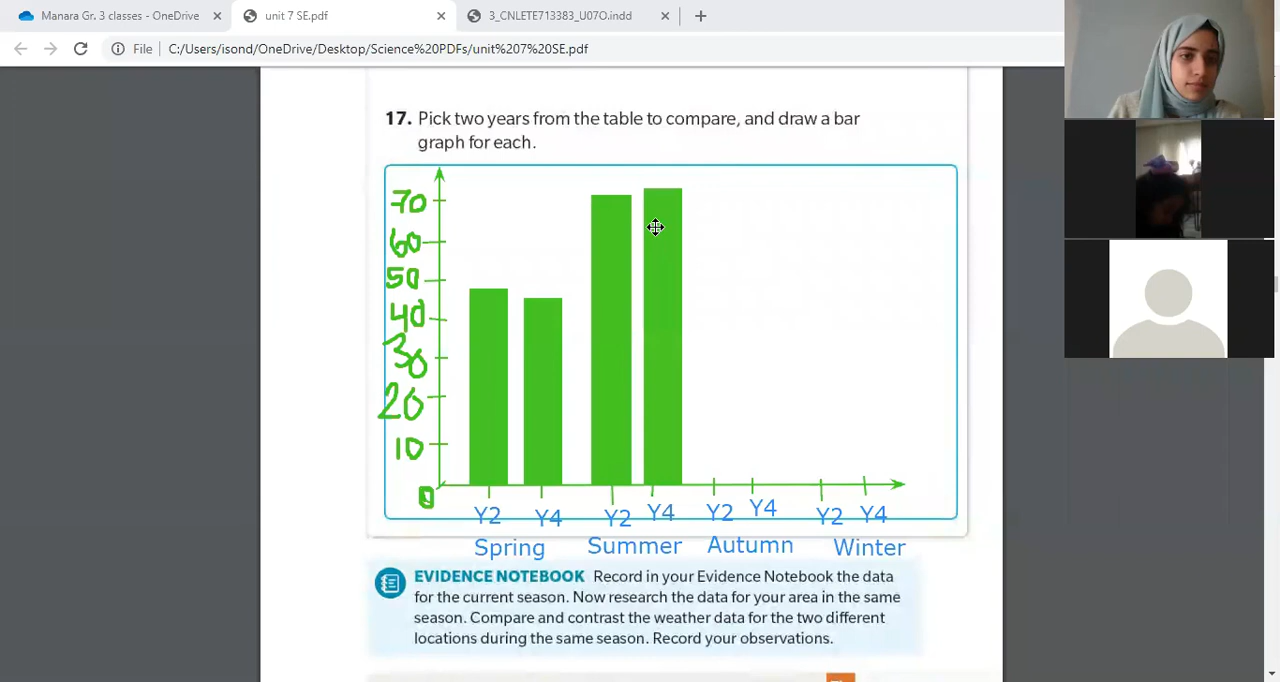 Manara Gr. 3 classes - OneDrive
unit 7 SE.pdf
3_CNLETE713383_U07O.indd
File
C:/Users/isond/OneDrive/Desktop/Science%20PDFs/unit%207%20SE.pdf
17. Pick two years from the table to compare, and draw a bar
graph for each.
70
60
50
40
30
20
10
0
Y2 Y4 Y2 Y4 Y2 Y4 Y2 Y4
Spring Summer Autumn Winter
EVIDENCE NOTEBOOK Record in your Evidence Notebook the data
for the current season. Now research the data for your area in the same
season. Compare and contrast the weather data for the two different
locations during the same season. Record your observations.